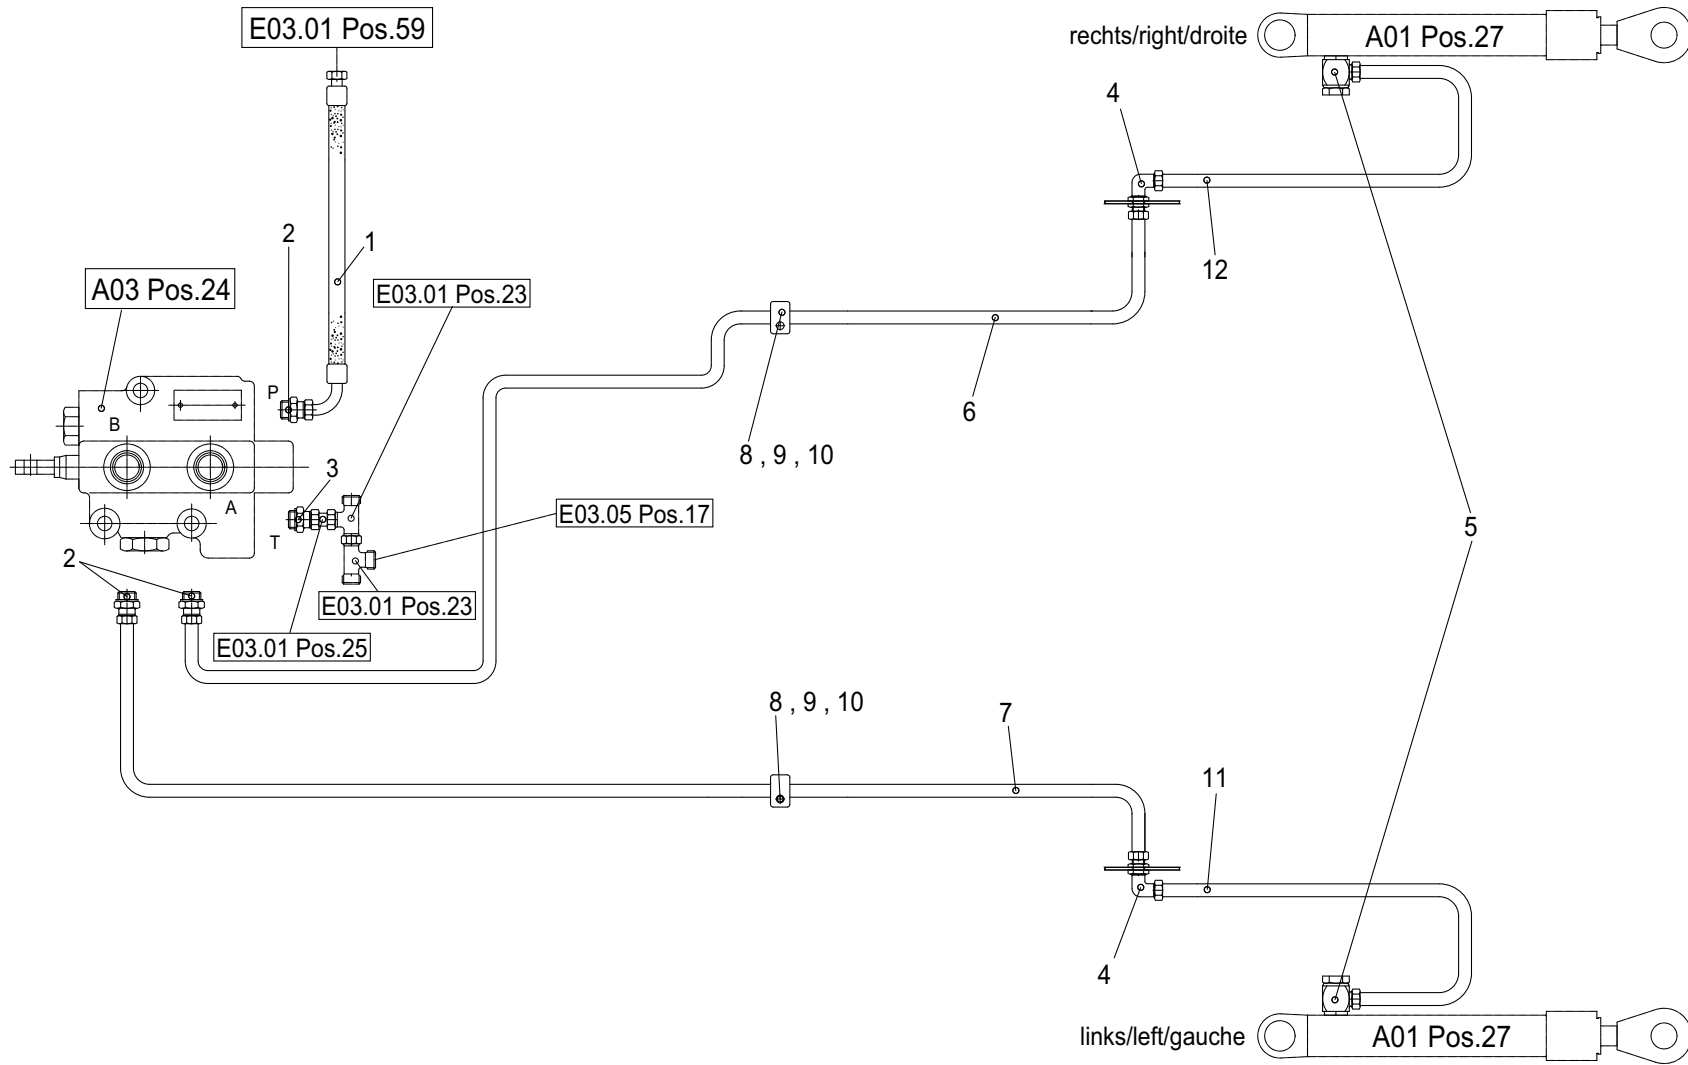 E03.01 Pos.59
rechts/right/droite
A01 Pos.27
4
2
1
12
A03 Pos.24
E03.01 Pos.23
P
6
B
8 , 9 , 10
3
A
E03.05 Pos.17
5
T
2
E03.01 Pos.23
E03.01 Pos.25
8 , 9 , 10
7
11
4
links/left/gauche
A01 Pos.27